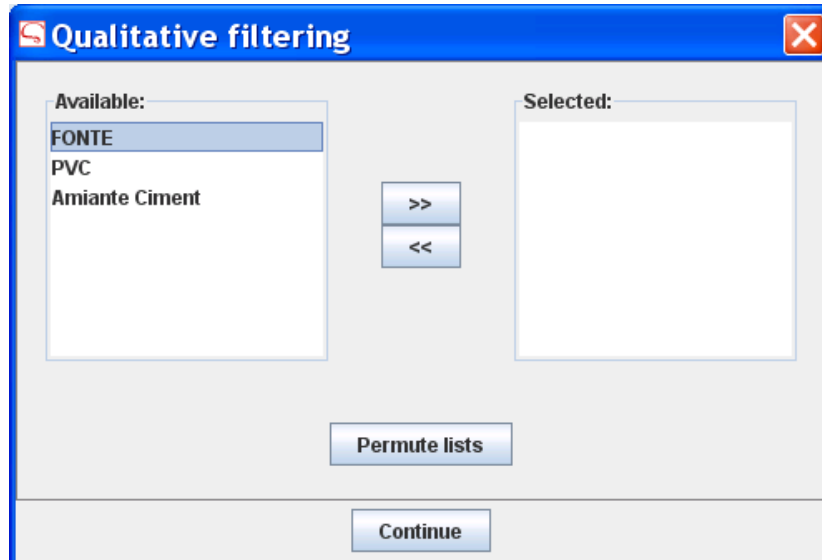 Qualitative filtering
Available:
FONTE
PVC
Amiante Ciment
>>
<<
Selected:
Permute lists
Continue